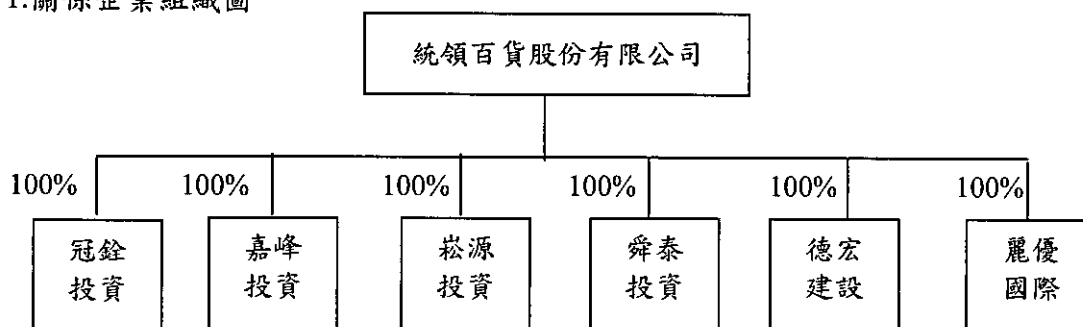 1.關係企業組織圖
統領百貨股份有限公司
100% 100% 100% 100% 100% 100%
冠銓 嘉峰 崧源 舜泰 德宏 麗優
投資 投資 投資 投資 建設 國際